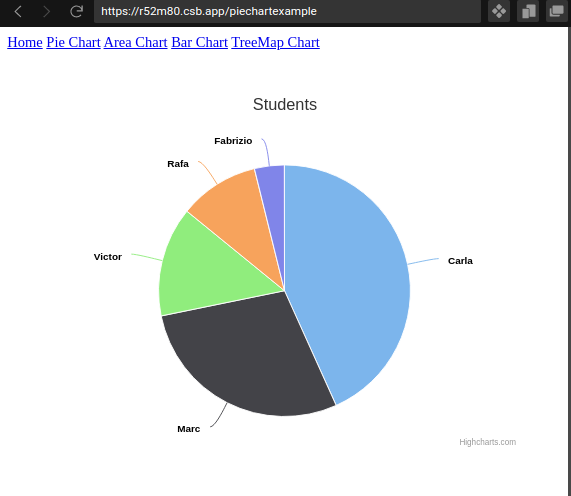 https://r52m80.csb.app/piechartexample
Home Pie Chart Area Chart Bar Chart TreeMap Chart
Students
Fabrizio
Rafa
Victor
Carla
Marc
Highcharts.com